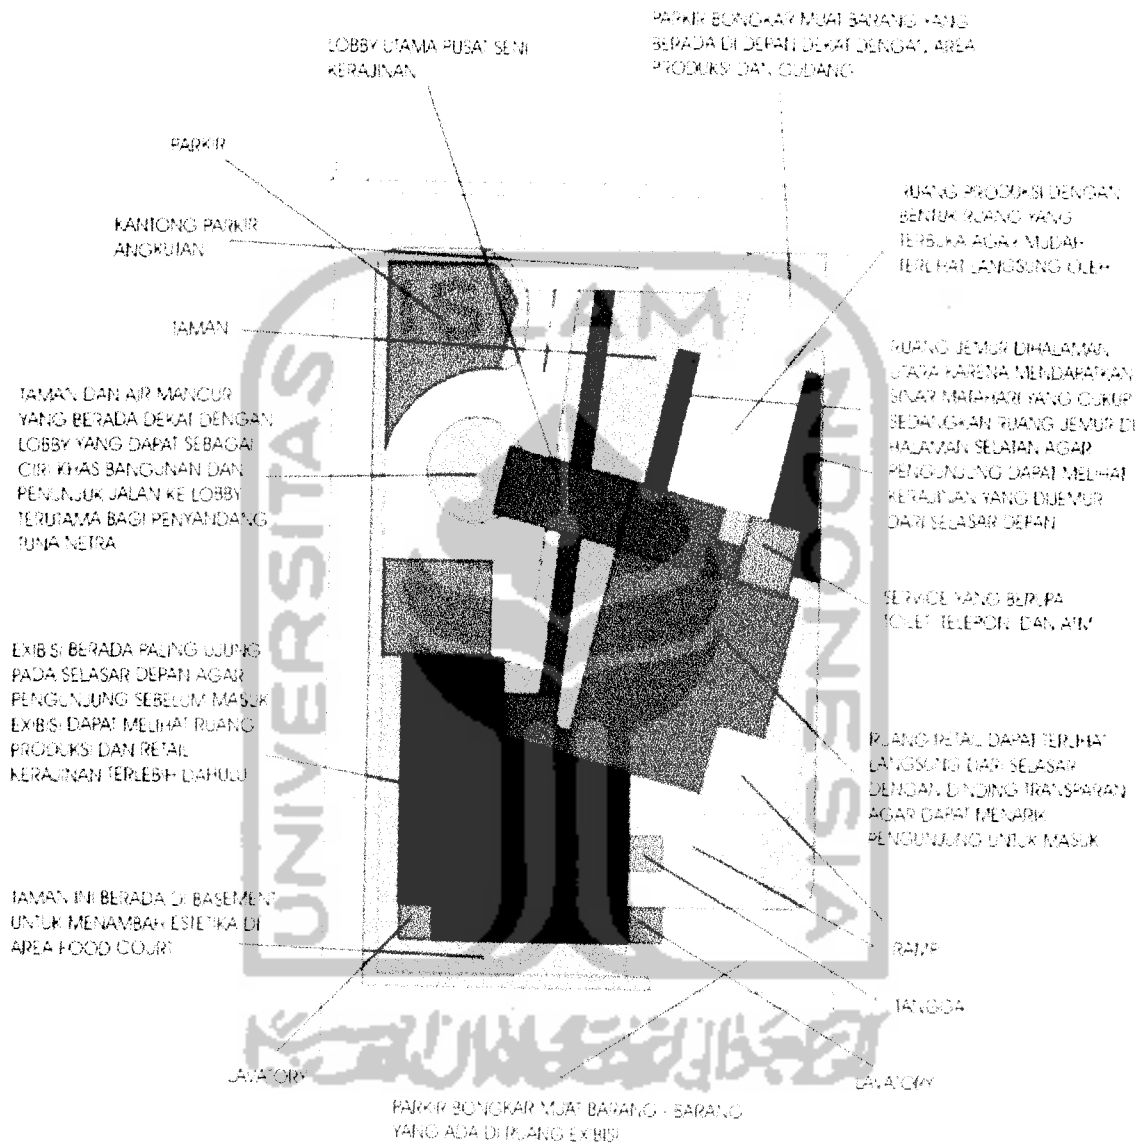 LOBBY UTAMA PUSAT SENI
KERAJINAN
PARKIR BONGKAR MUAT BARANG YANG
BERADA DI DEPAN DEKAT DENGAN AREA
PRODUKSI DAN GUDANG
PARKIR
KANTONG PARKIR
ANGKUTAN
TAMAN
TAMAN DAN AIR MANCUR
YANG BERADA DEKAT DENGAN
LOBBY YANG DAPAT SEBAGAI
CIRI KHAS BANGUNAN DAN
PENUNJUK JALAN KE LOBBY
TERUTAMA BAGI PENYANDANG
TUNA NETRA
EXIBISI BERADA PALING UJUNG
PADA SELASAR DEPAN AGAR
PENGUNJUNG SEBELUM MASUK
EXIBISI DAPAT MELIHAT RUANG
PRODUKSI DAN RETAIL
KERAJINAN TERLEBIH DAHULU
TAMAN INI BERADA DI BASEMENT
UNTUK MENAMBAH ESTETIKA DI
AREA FOOD COURT
LAVATORY
PARKIR BONGKAR MUAT BARANG - BARANG
YANG ADA DI RUANG EXIBISI
RUANG PRODUKSI DENGAN
BENTUK RUANG YANG
TERBUKA AGAR MUDAH
TERLIHAT LANGSUNG OLEH
RUANG JEMUR DIHALAMAN
UTARA KARENA MENDAPATKAN
SINAR MATAHARI YANG CUKUP
SEDANGKAN RUANG JEMUR DI
HALAMAN SELATAN AGAR
PENGUNJUNG DAPAT MELIHAT
KERAJINAN YANG DIJEMUR
DARI SELASAR DEPAN
SERVICE YANG BERUPA
TOILET, TELEPON, DAN ATM
RUANG RETAIL DAPAT TERLIHAT
LANGSUNG DARI SELASAR
DENGAN DINDING TRANSPARAN
AGAR DAPAT MENARIK
PENGUNJUNG UNTUK MASUK
RAMP
TANGGA
LAVATORY
UNIVERSITAS
ISLAM
INDONESIA